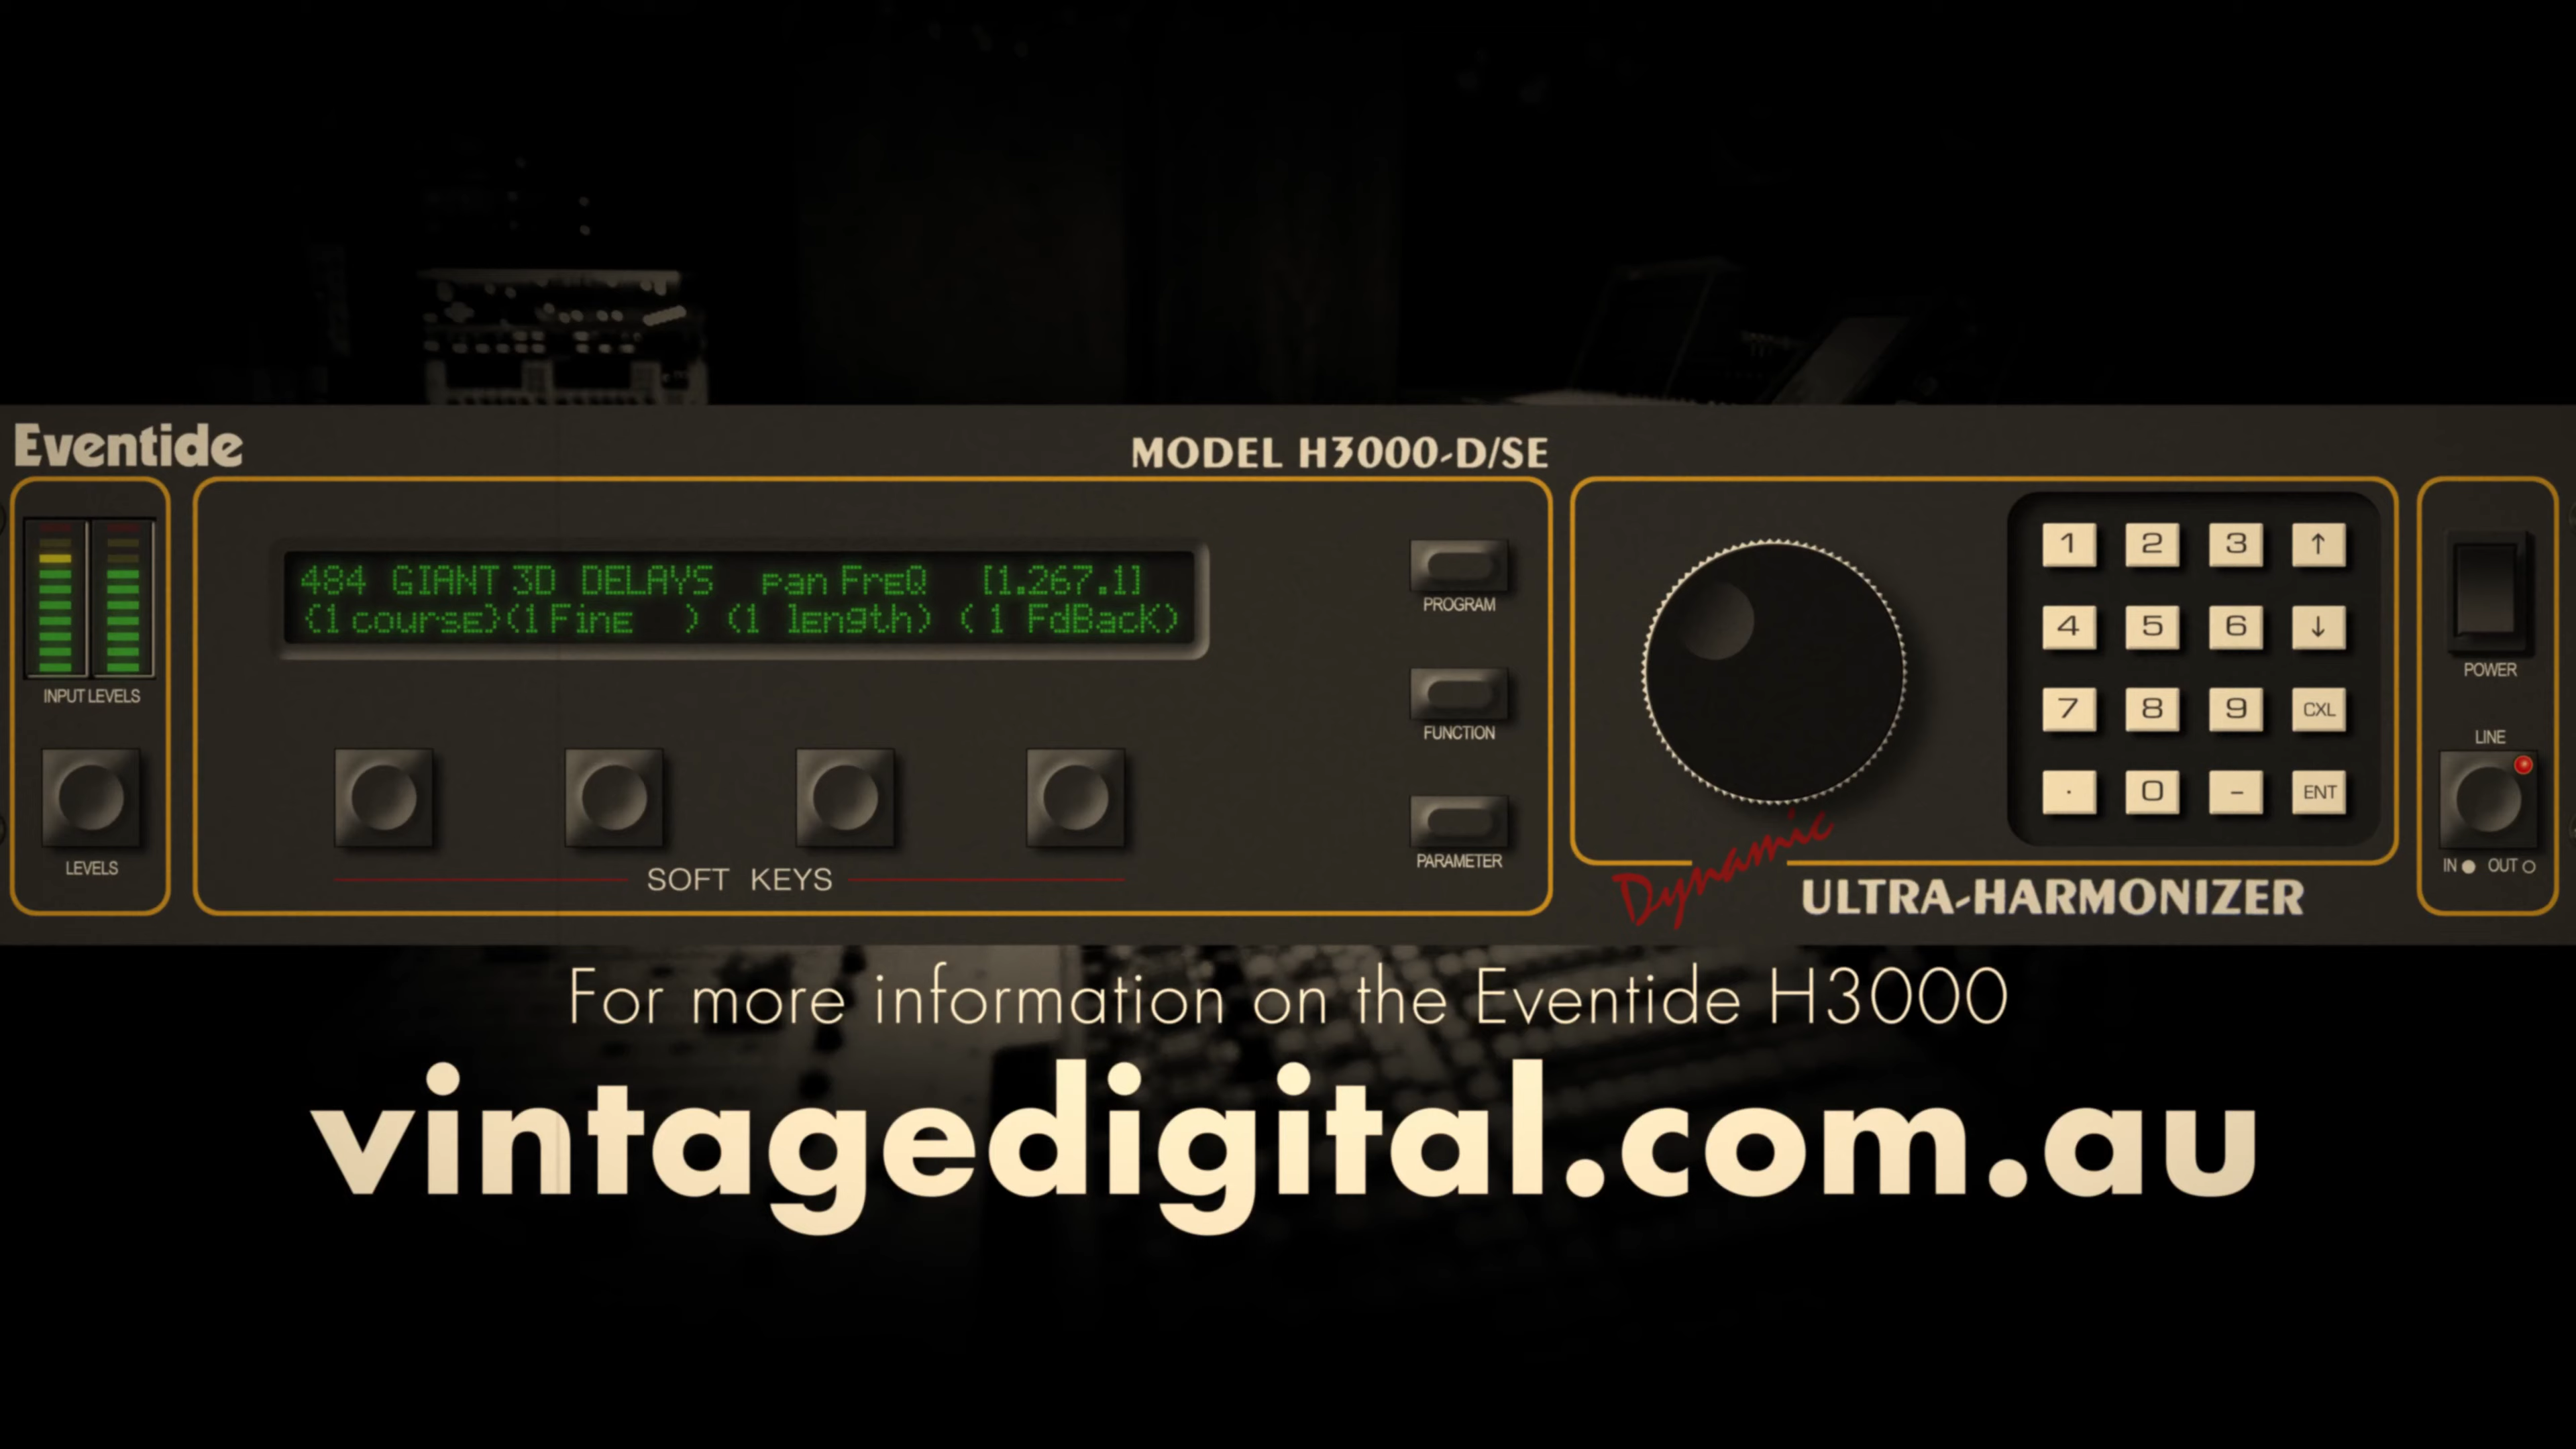 Eventide
MODEL H3000-D/SE
484 GIANT 3D DELAYS pan FreQ [1.267.1]
(1 course)(1 Fine ) (1 length) ( 1 FdBacK)
INPUT LEVELS
LEVELS
SOFT KEYS
PROGRAM
FUNCTION
PARAMETER
1 2 3 ↑
4 5 6 ↓
7 8 9 CXL
. 0 - ENT
Dynamic
ULTRA-HARMONIZER
POWER
LINE
IN OUT
For more information on the Eventide H3000
vintagedigital.com.au